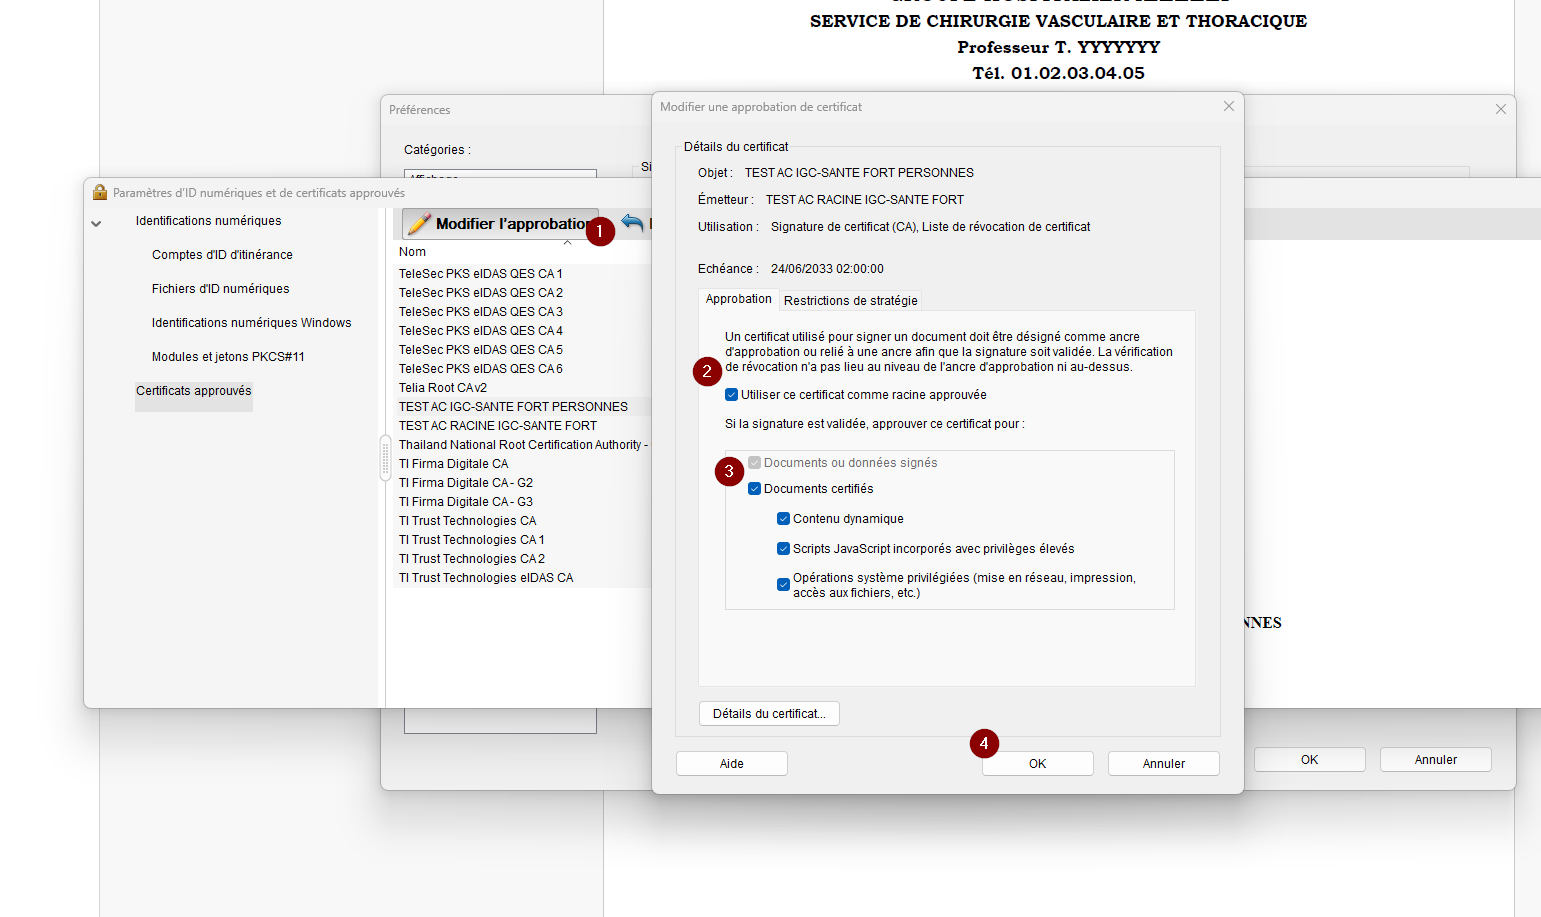 SERVICE DE CHIRURGIE VASCULAIRE ET THORACIQUE
Professeur T. YYYYYYY
Tél. 01.02.03.04.05
Préférences
Catégories :
Si
Modifier une approbation de certificat
Détails du certificat
Objet : TEST AC IGC-SANTE FORT PERSONNES
Émetteur : TEST AC RACINE IGC-SANTE FORT
Utilisation : Signature de certificat (CA), Liste de révocation de certificat
Echéance : 24/06/2033 02:00:00
Approbation
Restrictions de stratégie
Un certificat utilisé pour signer un document doit être désigné comme ancre
d'approbation ou relié à une ancre afin que la signature soit validée. La vérification
de révocation n'a pas lieu au niveau de l'ancre d'approbation ni au-dessus.
2
Utiliser ce certificat comme racine approuvée
Si la signature est validée, approuver ce certificat pour :
3
Documents ou données signés
Documents certifiés
Contenu dynamique
Scripts JavaScript incorporés avec privilèges élevés
Opérations système privilégiées (mise en réseau, impression,
accès aux fichiers, etc.)
Détails du certificat...
4
Aide
OK
Annuler
Paramètres d'ID numériques et de certificats approuvés
Identifications numériques
Comptes d'ID d'itinérance
Fichiers d'ID numériques
Identifications numériques Windows
Modules et jetons PKCS#11
Certificats approuvés
Modifier l'approbation
1
Nom
TeleSec PKS eIDAS QES CA 1
TeleSec PKS eIDAS QES CA 2
TeleSec PKS eIDAS QES CA 3
TeleSec PKS eIDAS QES CA 4
TeleSec PKS eIDAS QES CA 5
TeleSec PKS eIDAS QES CA 6
Telia Root CA v2
TEST AC IGC-SANTE FORT PERSONNES
TEST AC RACINE IGC-SANTE FORT
Thailand National Root Certification Authority -
TI Firma Digitale CA
TI Firma Digitale CA - G2
TI Firma Digitale CA - G3
TI Trust Technologies CA
TI Trust Technologies CA 1
TI Trust Technologies CA 2
TI Trust Technologies eIDAS CA
NNES
OK
Annuler